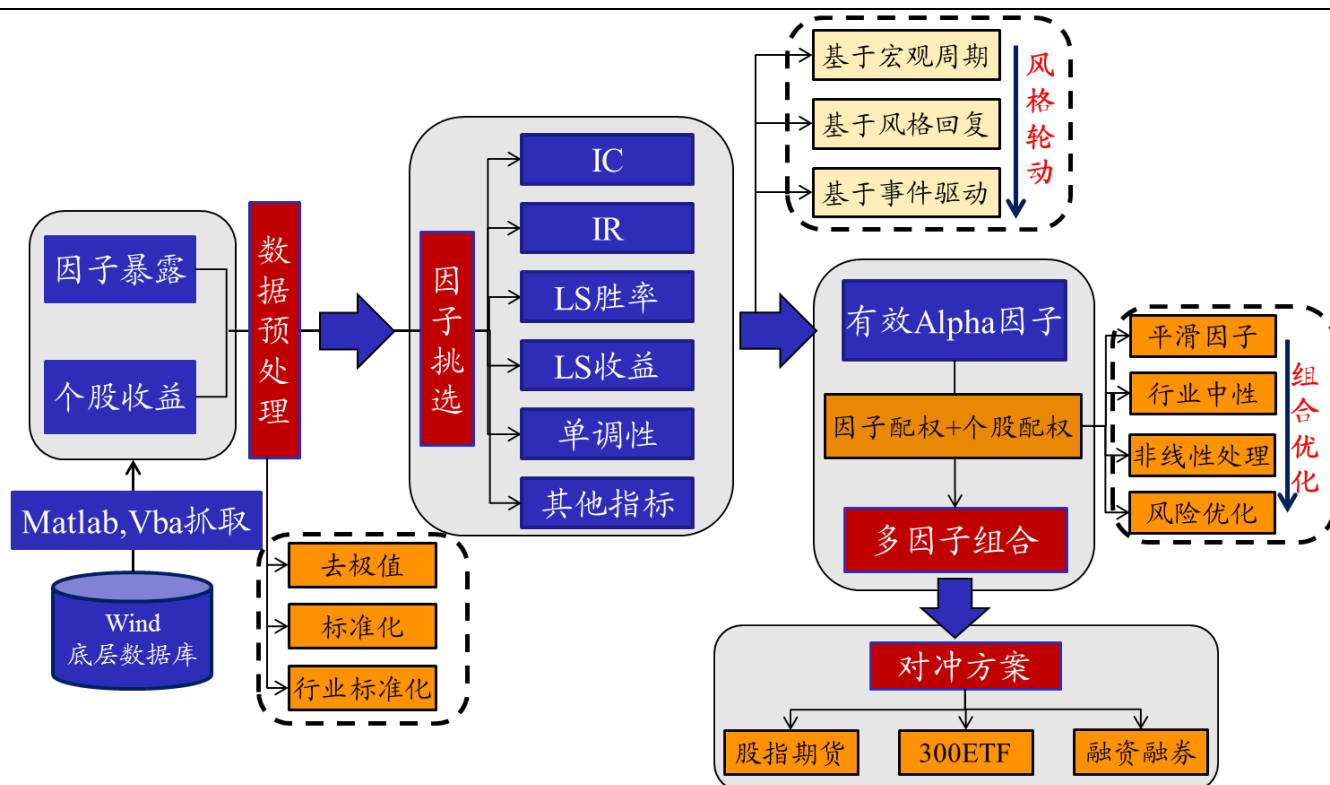 因子暴露
个股收益
Matlab,Vba抓取
Wind
底层数据库
数据预处理
去极值
标准化
行业标准化
因子挑选
IC
IR
LS胜率
LS收益
单调性
其他指标
基于宏观周期
基于风格回复
基于事件驱动
风格轮动
有效Alpha因子
因子配权+个股配权
多因子组合
平滑因子
行业中性
非线性处理
风险优化
组合优化
对冲方案
股指期货
300ETF
融资融券